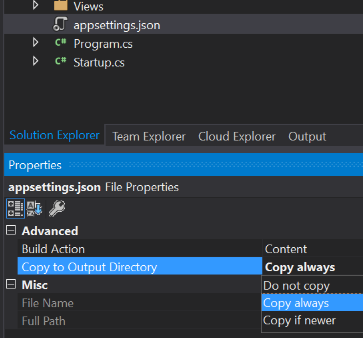 Views
appsettings.json
C# Program.cs
C# Startup.cs
Solution Explorer Team Explorer Cloud Explorer Output
Properties
appsettings.json File Properties
Advanced
Build Action Content
Copy to Output Directory Copy always
Misc Do not copy
File Name Copy always
Full Path Copy if newer